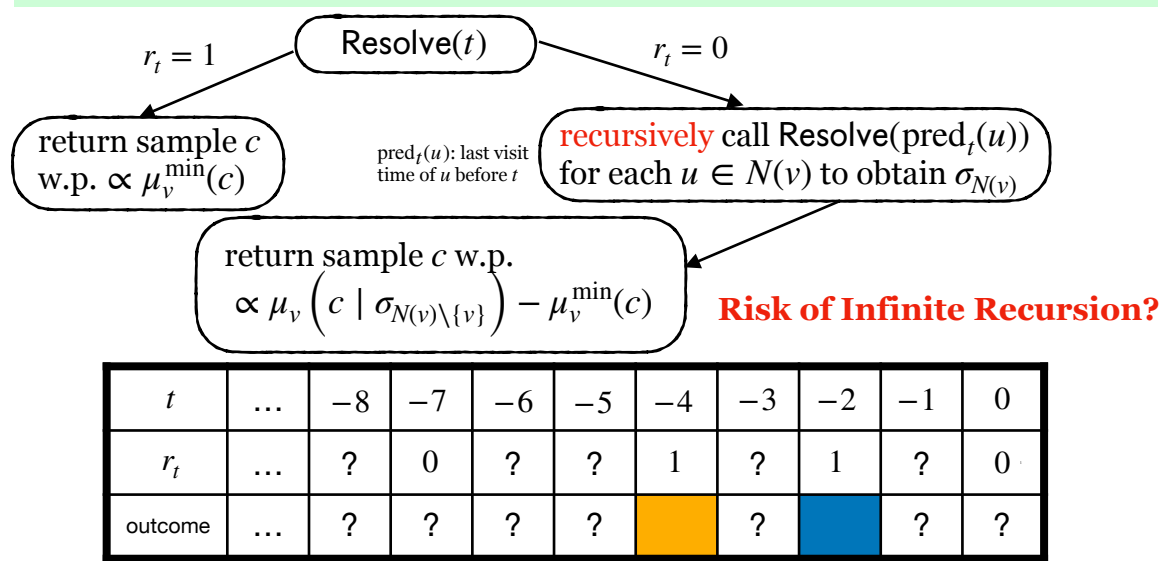 Resolve(t)
r_t = 1
r_t = 0
return sample c
w.p. ∝ μ_v^min(c)
pred_t(u): last visit
time of u before t
recursively call Resolve(pred_t(u))
for each u ∈ N(v) to obtain σ_{N(v)}
return sample c w.p.
∝ μ_v(c | σ_{N(v)\{v}}) − μ_v^min(c)
Risk of Infinite Recursion?
t … −8 −7 −6 −5 −4 −3 −2 −1 0
r_t … ? 0 ? ? 1 ? 1 ? 0
outcome … ? ? ? ? ? ? ?